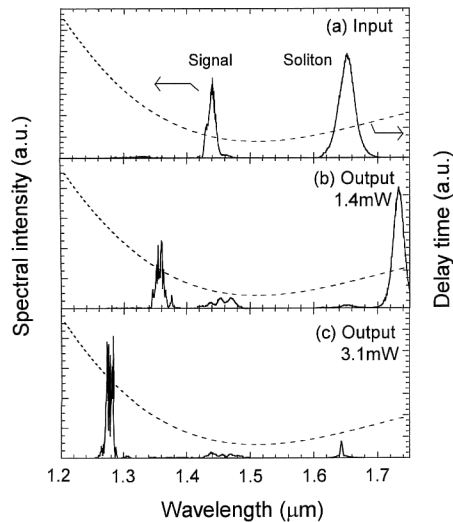 (a) Input
Signal
Soliton
(b) Output
1.4mW
(c) Output
3.1mW
Spectral intensity (a.u.)
Delay time (a.u.)
1.2 1.3 1.4 1.5 1.6 1.7
Wavelength (μm)